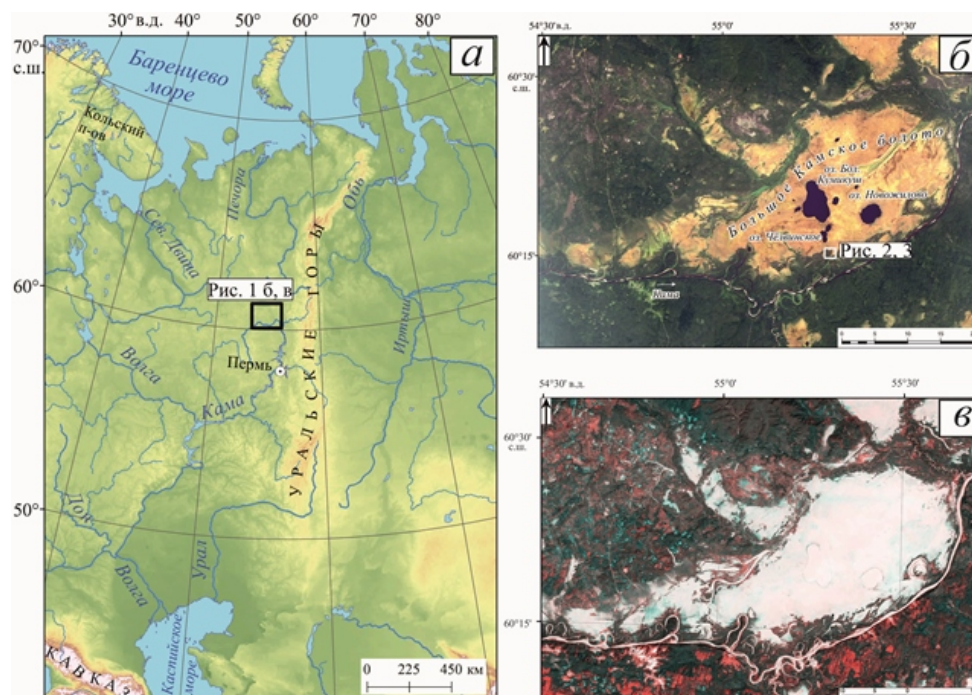 30° в.д.
40°
50°
60°
70°
80°
70°
с.ш.
а
Баренцево
море
Кольский
п-ов
Печора
Обь
Сев. Двина
60°
Рис. 1 б, в
УРАЛЬСКИЕ ГОРЫ
Иртыш
Волга
Пермь
Кама
50°
Дон
Волга
Урал
Каспийское
море
КАВКАЗ
0 225 450 км
54°30' в.д.
55°0'
55°30'
б
60°30'
с.ш.
Большое Камское болото
оз. Бол.
Кумикуш
оз. Новожилово
оз. Челвинское
60°15'
Рис. 2, 3
Кама
54°30' в.д.
55°0'
55°30'
в
60°30'
с.ш.
60°15'